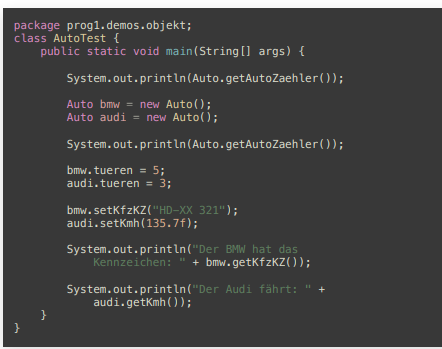 package prog1.demos.objekt;
class AutoTest {
    public static void main(String[] args) {
        System.out.println(Auto.getAutoZaehler());
        Auto bmw = new Auto();
        Auto audi = new Auto();
        System.out.println(Auto.getAutoZaehler());
        bmw.tueren = 5;
        audi.tueren = 3;
        bmw.setKfzKZ("HD-XX 321");
        audi.setKmh(135.7f);
        System.out.println("Der BMW hat das
            Kennzeichen: " + bmw.getKfzKZ());
        System.out.println("Der Audi fährt: " +
            audi.getKmh());
    }
}